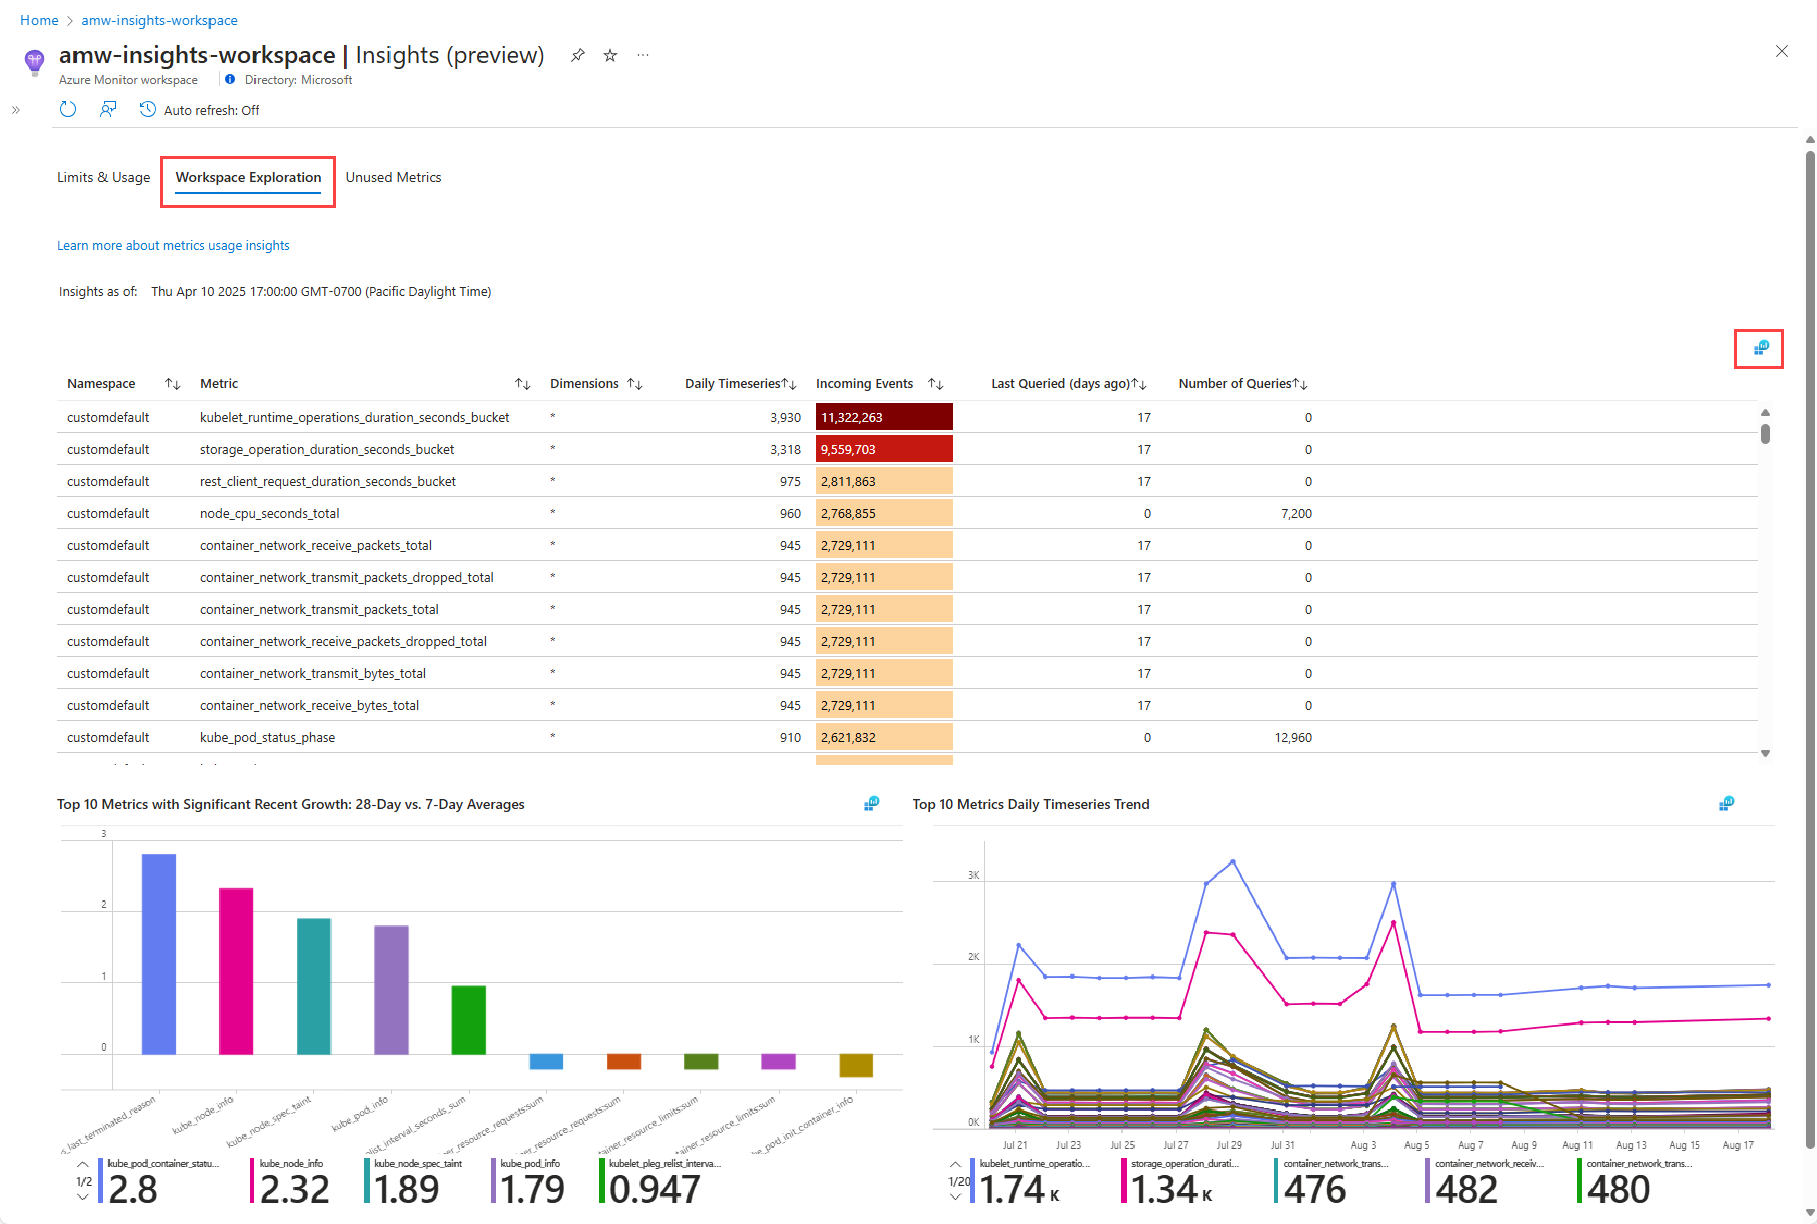 Home > amw-insights-workspace
amw-insights-workspace | Insights (preview)
Azure Monitor workspace
Directory: Microsoft
Auto refresh: Off
Limits & Usage Workspace Exploration Unused Metrics
Learn more about metrics usage insights
Insights as of: Thu Apr 10 2025 17:00:00 GMT-0700 (Pacific Daylight Time)
Namespace Metric Dimensions Daily Timeseries Incoming Events Last Queried (days ago) Number of Queries
customdefault kubelet_runtime_operations_duration_seconds_bucket * 3,930 11,322,263 17 0
customdefault storage_operation_duration_seconds_bucket * 3,318 9,559,703 17 0
customdefault rest_client_request_duration_seconds_bucket * 975 2,811,863 17 0
customdefault node_cpu_seconds_total * 960 2,768,855 0 7,200
customdefault container_network_receive_packets_total * 945 2,729,111 17 0
customdefault container_network_transmit_packets_dropped_total * 945 2,729,111 17 0
customdefault container_network_transmit_packets_total * 945 2,729,111 17 0
customdefault container_network_receive_packets_dropped_total * 945 2,729,111 17 0
customdefault container_network_transmit_bytes_total * 945 2,729,111 17 0
customdefault container_network_receive_bytes_total * 945 2,729,111 17 0
customdefault kube_pod_status_phase * 910 2,621,832 0 12,960
Top 10 Metrics with Significant Recent Growth: 28-Day vs. 7-Day Averages
3
2
1
0
s_last_terminated_reason
kube_node_info
kube_node_spec_taint
kube_pod_info
elist_interval_seconds_sum
ner_resource_requests:sum
er_resource_requests:sum
tainer_resource_limits:sum
tainer_resource_limits:sum
be_pod_init_container_info
1/2
kube_pod_container_statu...
2.8
kube_node_info
2.32
kube_node_spec_taint
1.89
kube_pod_info
1.79
kubelet_pleg_relist_interva...
0.947
Top 10 Metrics Daily Timeseries Trend
3K
2K
1K
0K
Jul 21 Jul 23 Jul 25 Jul 27 Jul 29 Jul 31 Aug 3 Aug 5 Aug 7 Aug 9 Aug 11 Aug 13 Aug 15 Aug 17
1/20
kubelet_runtime_operatio...
1.74 K
storage_operation_durati...
1.34 K
container_network_trans...
476
container_network_receiv...
482
container_network_trans...
480